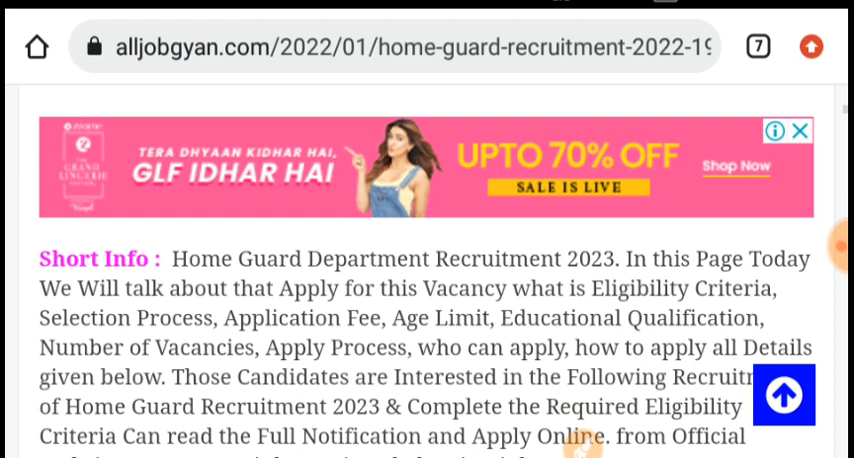 alljobgyan.com/2022/01/home-guard-recruitment-2022-19
7
GRAND
LINGERIE
TERA DHYAAN KIDHAR HAI,
GLF IDHAR HAI
UPTO 70% OFF
SALE IS LIVE
Shop Now
Short Info : Home Guard Department Recruitment 2023. In this Page Today
We Will talk about that Apply for this Vacancy what is Eligibility Criteria,
Selection Process, Application Fee, Age Limit, Educational Qualification,
Number of Vacancies, Apply Process, who can apply, how to apply all Details
given below. Those Candidates are Interested in the Following Recruitm
of Home Guard Recruitment 2023 & Complete the Required Eligibility
Criteria Can read the Full Notification and Apply Online. from Official